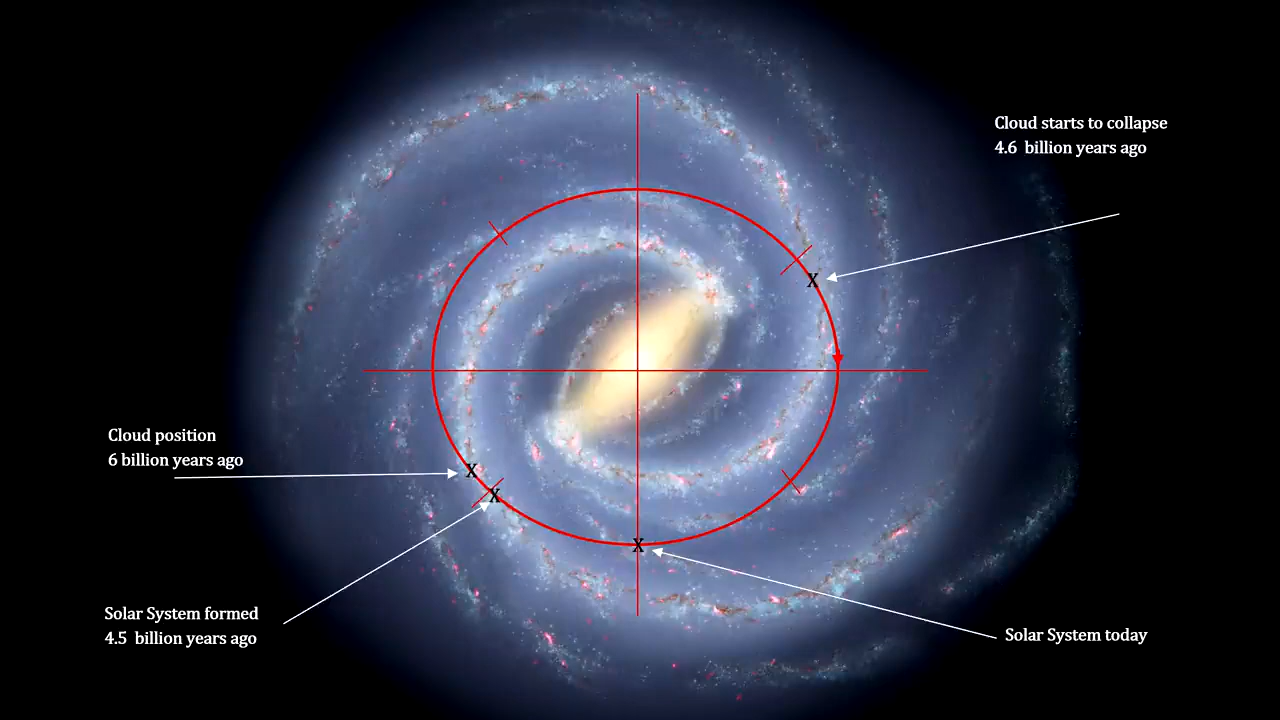 Cloud starts to collapse
4.6 billion years ago
X
Cloud position
6 billion years ago
X
X
X
Solar System formed
4.5 billion years ago
Solar System today